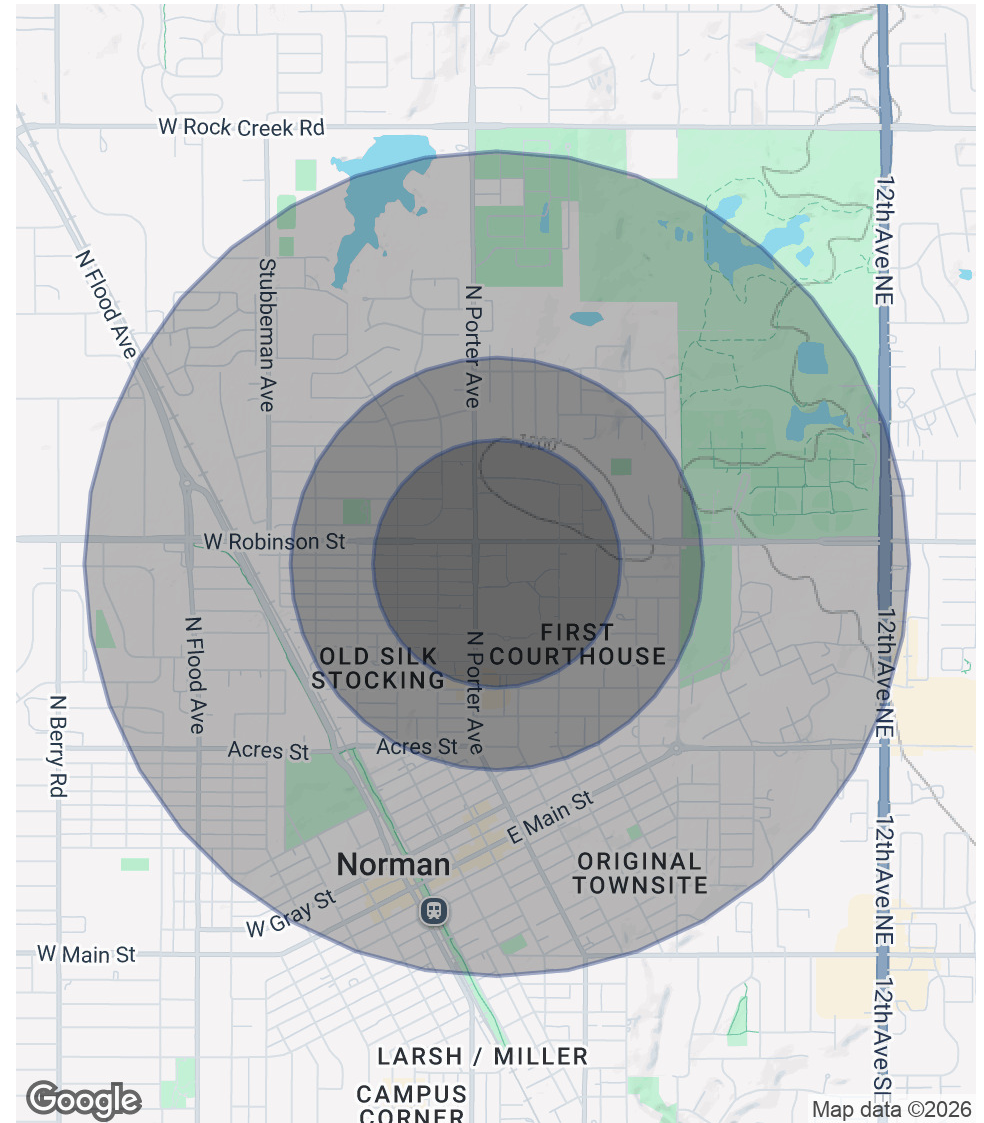 W Rock Creek Rd
12th Ave NE
N Flood Ave
Stubbeman Ave
N Porter Ave
1200'
W Robinson St
FIRST
COURTHOUSE
OLD SILK
STOCKING
N Flood Ave
N Porter Ave
12th Ave NE
N Berry Rd
Acres St
Acres St
E Main St
12th Ave NE
Norman
ORIGINAL
TOWNSITE
W Gray St
W Main St
12th Ave SE
LARSH / MILLER
CAMPUS
CORNER
Google
Map data ©2026